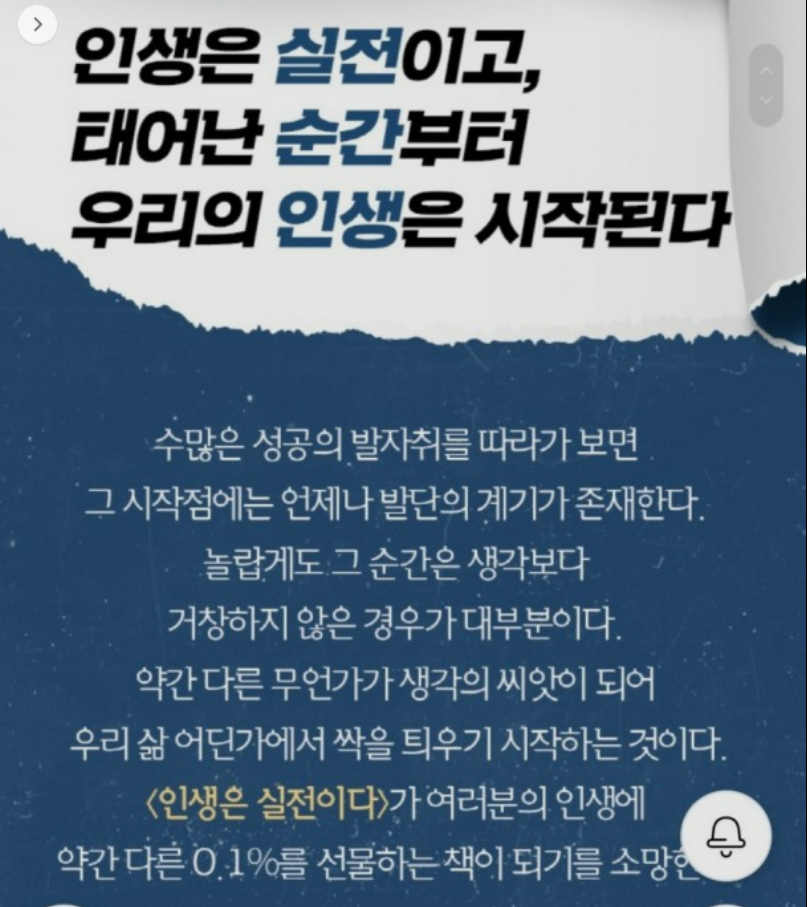 인생은 실전이고,
태어난 순간부터
우리의 인생은 시작된다
수많은 성공의 발자취를 따라가 보면
그 시작점에는 언제나 발단의 계기가 존재한다.
놀랍게도 그 순간은 생각보다
거창하지 않은 경우가 대부분이다.
약간 다른 무언가가 생각의 씨앗이 되어
우리 삶 어딘가에서 싹을 틔우기 시작하는 것이다.
〈인생은 실전이다〉가 여러분의 인생에
약간 다른 0.1%를 선물하는 책이 되기를